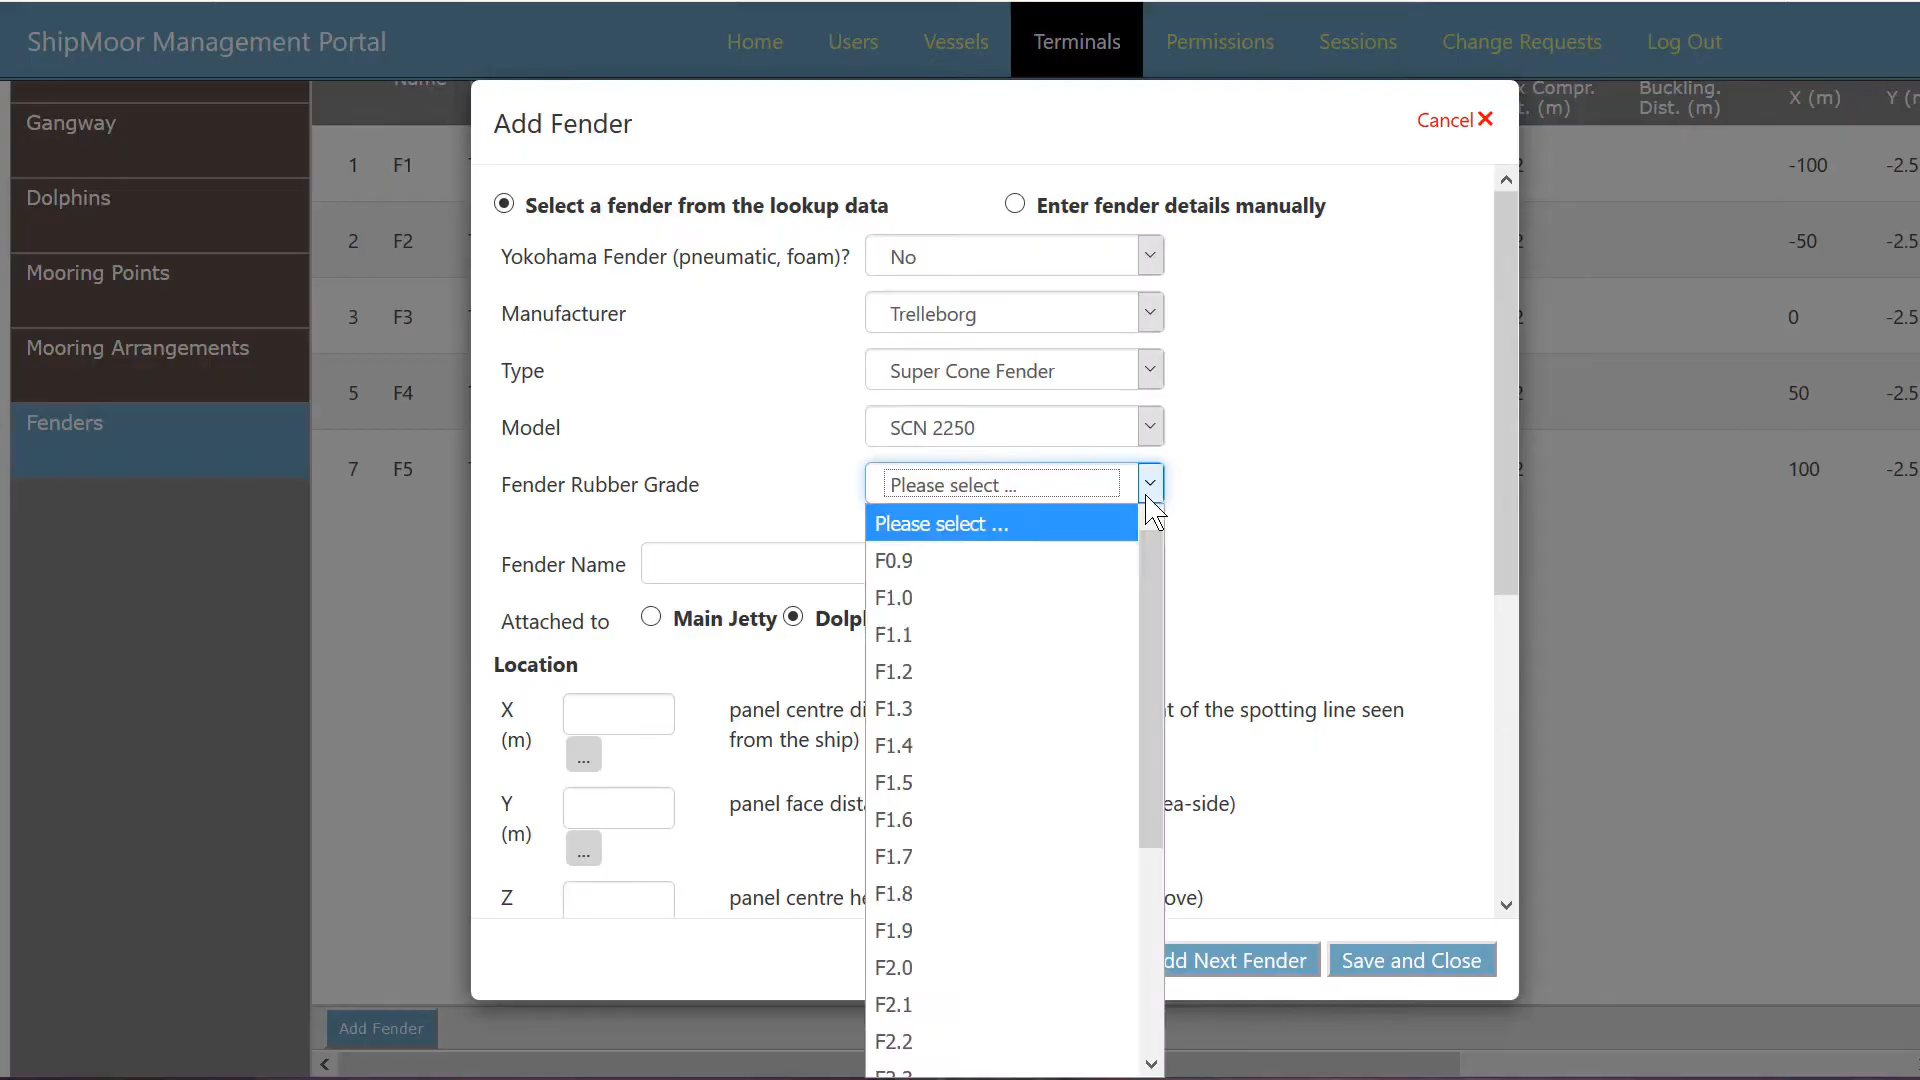 ShipMoor Management Portal
Home Users Vessels Terminals Permissions Sessions Change Requests Log Out
Compr. Buckling. X (m)
(m) Dist. (m)
Gangway
Dolphins
Mooring Points
Mooring Arrangements
Fenders
1 F1 -100 -2.5
2 F2 -50 -2.5
3 F3 0 -2.5
5 F4 50 -2.5
7 F5 100 -2.5
Add Fender
Cancel
Select a fender from the lookup data Enter fender details manually
Yokohama Fender (pneumatic, foam)? No
Manufacturer Trelleborg
Type Super Cone Fender
Model SCN 2250
Fender Rubber Grade Please select ...
Please select ...
F0.9
F1.0
F1.1
F1.2
F1.3
F1.4
F1.5
F1.6
F1.7
F1.8
F1.9
F2.0
F2.1
F2.2
Fender Name
Attached to Main Jetty
Location
X panel centre of the spotting line seen
(m) from the ship)
...
Y panel face
(m)
...
Z panel centre
Next Fender Save and Close
Add Fender